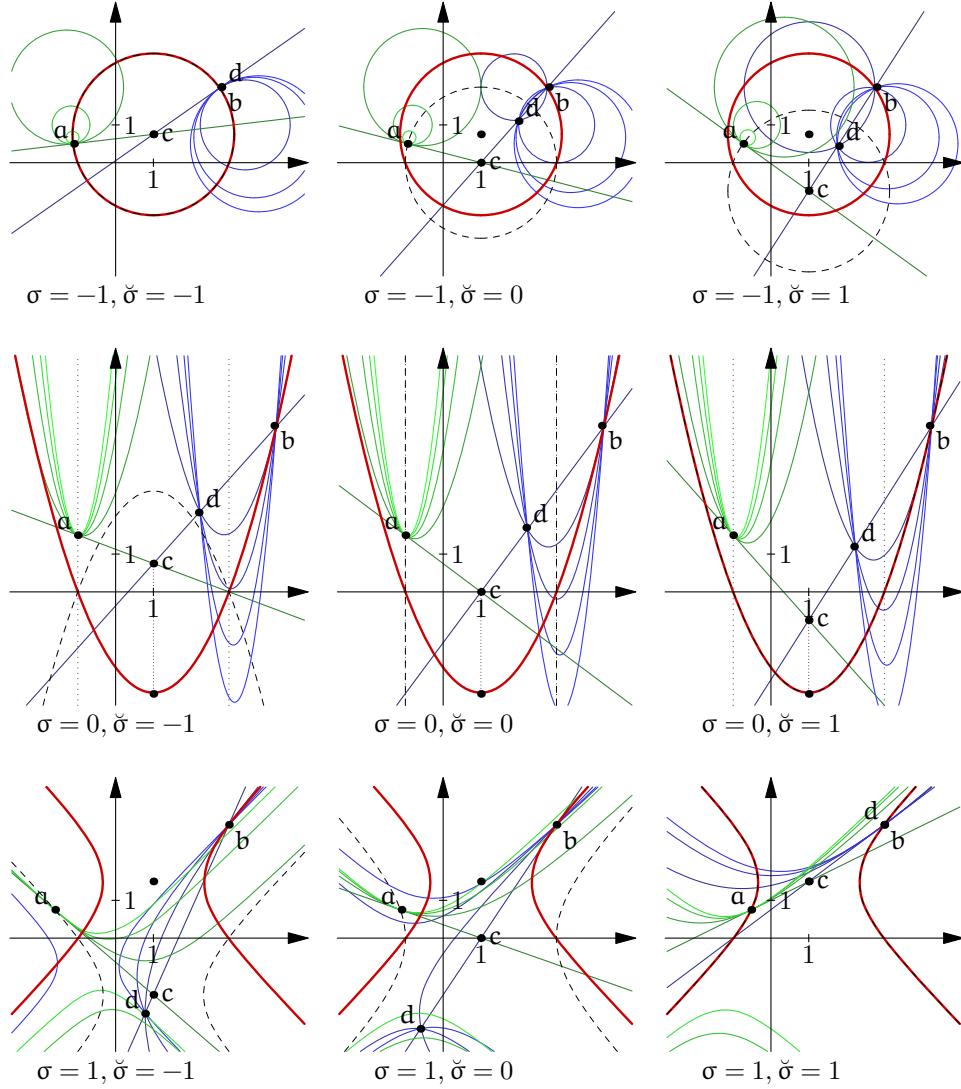 d
b
a
c
1
1
σ = −1, σ̆ = −1
b
d
a
1
c
1
σ = −1, σ̆ = 0
b
a
1
d
c
1
σ = −1, σ̆ = 1
b
d
a
c
1
1
σ = 0, σ̆ = −1
b
d
a
1
c
1
σ = 0, σ̆ = 0
b
d
a
1
1
c
σ = 0, σ̆ = 1
b
a
1
1
c
d
σ = 1, σ̆ = −1
b
a
1
c
1
d
σ = 1, σ̆ = 0
d
b
c
a
1
1
σ = 1, σ̆ = 1